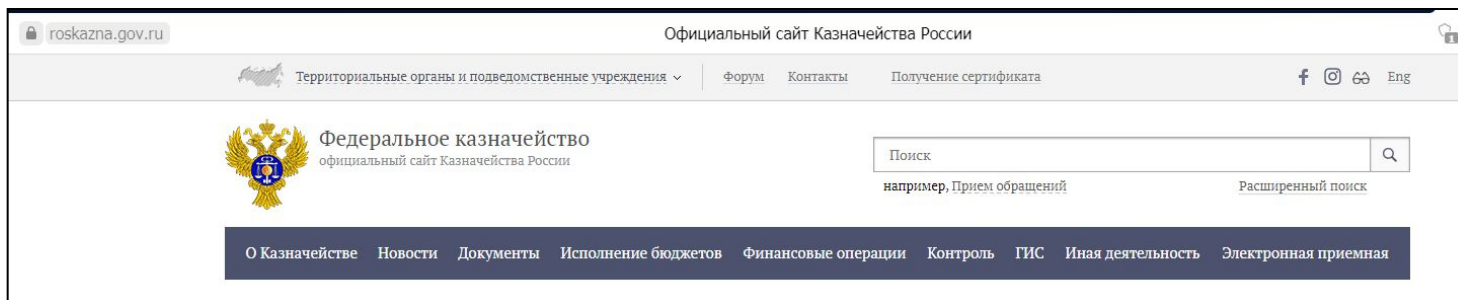 roskazna.gov.ru Официальный сайт Казначейства России 1
Территориальные органы и подведомственные учреждения Форум Контакты Получение сертификата f Eng
Федеральное казначейство
официальный сайт Казначейства России
Поиск
например, Прием обращений Расширенный поиск
О Казначействе Новости Документы Исполнение бюджетов Финансовые операции Контроль ГИС Иная деятельность Электронная приемная